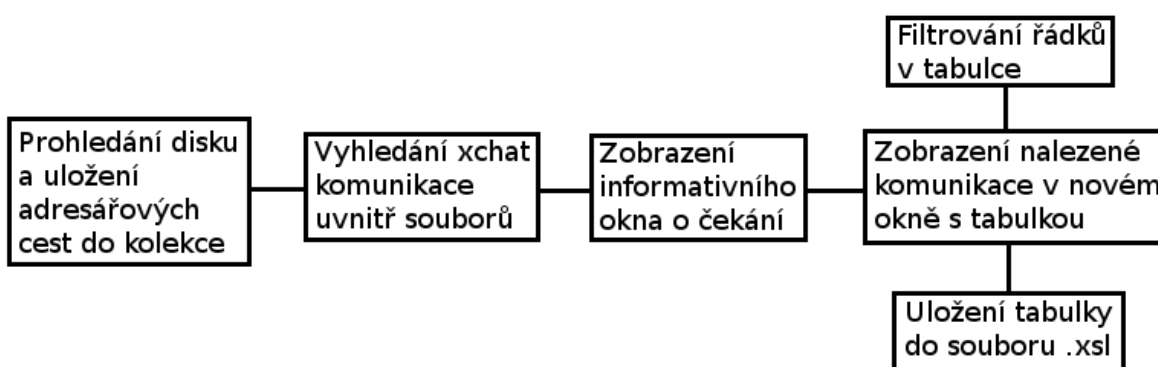 Filtrování řádků
v tabulce
Prohledání disku
a uložení
adresářových
cest do kolekce
Vyhledání xchat
komunikace
uvnitř souborů
Zobrazení
informativního
okna o čekání
Zobrazení nalezené
komunikace v novém
okně s tabulkou
Uložení tabulky
do souboru .xsl